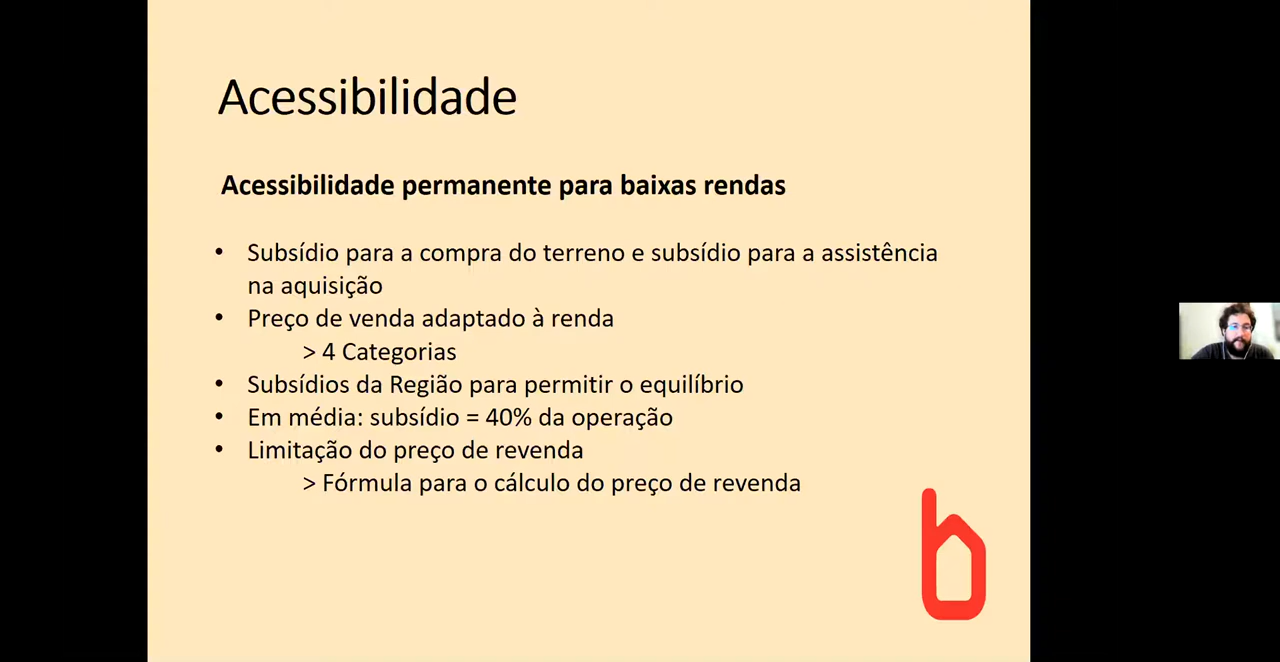 Acessibilidade
Acessibilidade permanente para baixas rendas
• Subsídio para a compra do terreno e subsídio para a assistência
na aquisição
• Preço de venda adaptado à renda
> 4 Categorias
• Subsídios da Região para permitir o equilíbrio
• Em média: subsídio = 40% da operação
• Limitação do preço de revenda
> Fórmula para o cálculo do preço de revenda
b